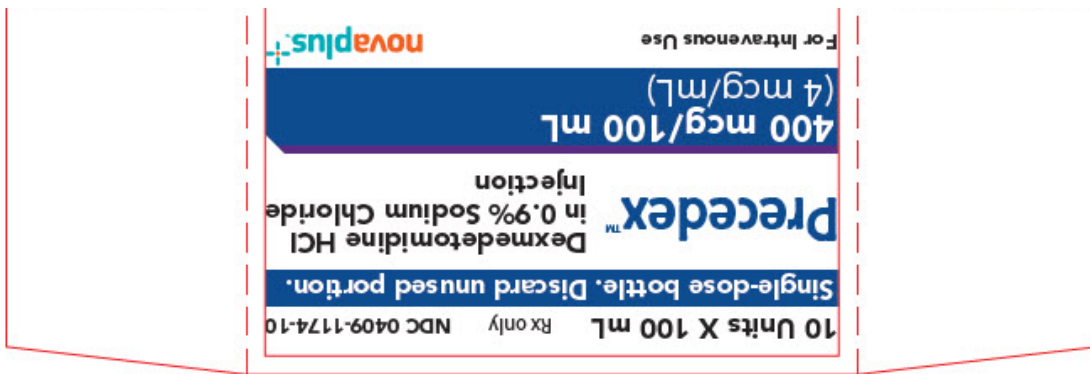 10 Units X 100 mL Rx only NDC 0409-1174-10
Single-dose bottle. Discard unused portion.
Precedex™
Dexmedetomidine HCl
in 0.9% Sodium Chloride
Injection
400 mcg/100 mL
(4 mcg/mL)
For Intravenous Use
novaplus